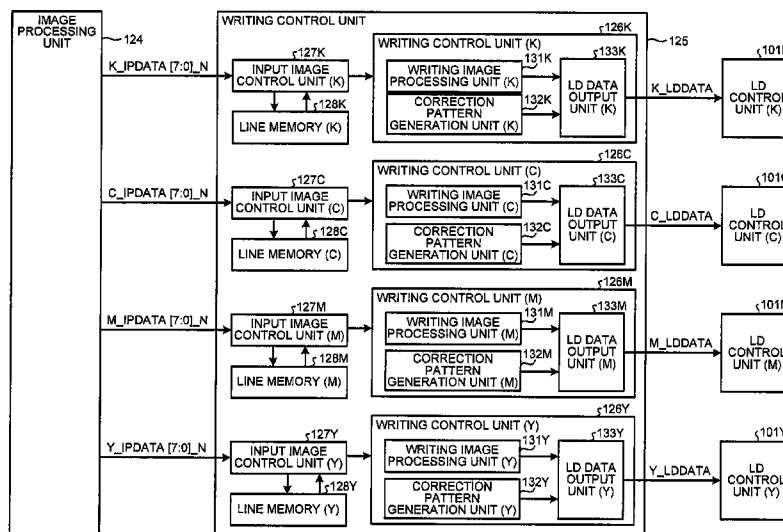 IMAGE
PROCESSING
UNIT
124
WRITING CONTROL UNIT
125
K_IPDATA [7:0]_N
127K
INPUT IMAGE
CONTROL UNIT (K)
128K
LINE MEMORY (K)
126K
WRITING CONTROL UNIT (K)
131K
WRITING IMAGE
PROCESSING UNIT (K)
132K
CORRECTION
PATTERN
GENERATION UNIT (K)
133K
LD DATA
OUTPUT
UNIT (K)
K_LDDATA
101K
LD
CONTROL
UNIT
(K)
C_IPDATA [7:0]_N
127C
INPUT IMAGE
CONTROL UNIT (C)
128C
LINE MEMORY (C)
126C
WRITING CONTROL UNIT (C)
131C
WRITING IMAGE
PROCESSING UNIT (C)
132C
CORRECTION
PATTERN
GENERATION UNIT (C)
133C
LD DATA
OUTPUT
UNIT (C)
C_LDDATA
101C
LD
CONTROL
UNIT (C)
M_IPDATA [7:0]_N
127M
INPUT IMAGE
CONTROL UNIT (M)
128M
LINE MEMORY (M)
126M
WRITING CONTROL UNIT (M)
131M
WRITING IMAGE
PROCESSING UNIT (M)
132M
CORRECTION
PATTERN
GENERATION UNIT (M)
133M
LD DATA
OUTPUT
UNIT (M)
M_LDDATA
101M
LD
CONTROL
UNIT (M)
Y_IPDATA [7:0]_N
127Y
INPUT IMAGE
CONTROL UNIT (Y)
128Y
LINE MEMORY (Y)
126Y
WRITING CONTROL UNIT (Y)
131Y
WRITING IMAGE
PROCESSING UNIT (Y)
132Y
CORRECTION
PATTERN
GENERATION UNIT (Y)
133Y
LD DATA
OUTPUT
UNIT (Y)
Y_LDDATA
101Y
LD
CONTROL
UNIT (Y)